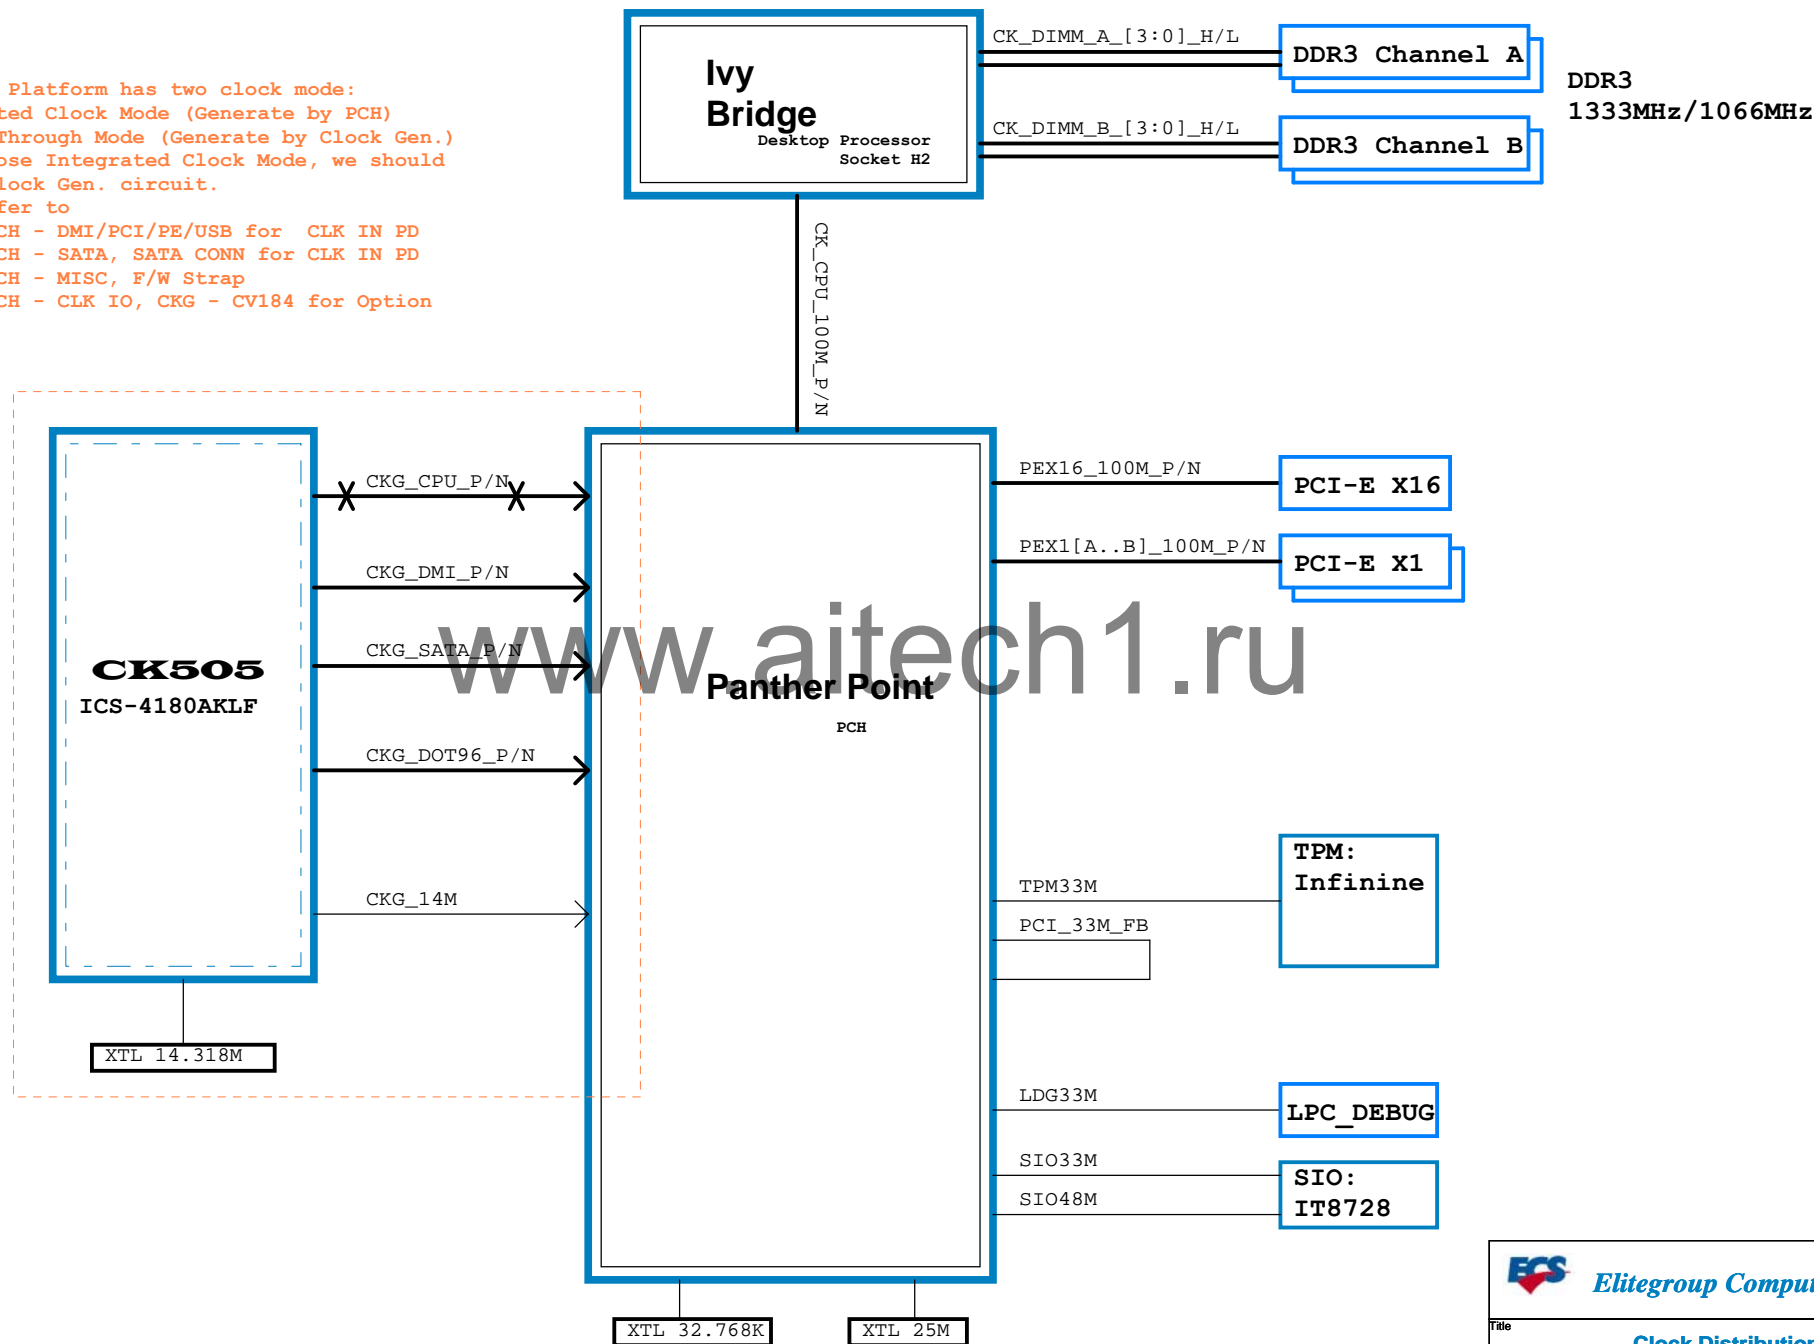 Platform has two clock mode:
ted Clock Mode (Generate by PCH)
Through Mode (Generate by Clock Gen.)
ose Integrated Clock Mode, we should
lock Gen. circuit.
fer to
CH - DMI/PCI/PE/USB for CLK IN PD
CH - SATA, SATA CONN for CLK IN PD
CH - MISC, F/W Strap
CH - CLK IO, CKG - CV184 for Option
Ivy
Bridge
Desktop Processor
Socket H2
CK_DIMM_A_[3:0]_H/L
DDR3 Channel A
CK_DIMM_B_[3:0]_H/L
DDR3 Channel B
DDR3
1333MHz/1066MHz
CK_CPU_100M_P/N
CK505
ICS-4180AKLF
CKG_CPU_P/N
CKG_DMI_P/N
CKG_SATA_P/N
CKG_DOT96_P/N
CKG_14M
XTL 14.318M
www.aitech1.ru
Panther Point
PCH
PEX16_100M_P/N
PCI-E X16
PEX1[A..B]_100M_P/N
PCI-E X1
TPM33M
TPM:
Infinine
PCI_33M_FB
LDG33M
LPC_DEBUG
SIO33M
SIO48M
SIO:
IT8728
XTL 32.768K
XTL 25M
ECS
Elitegroup Comput
Title
Clock Distribution